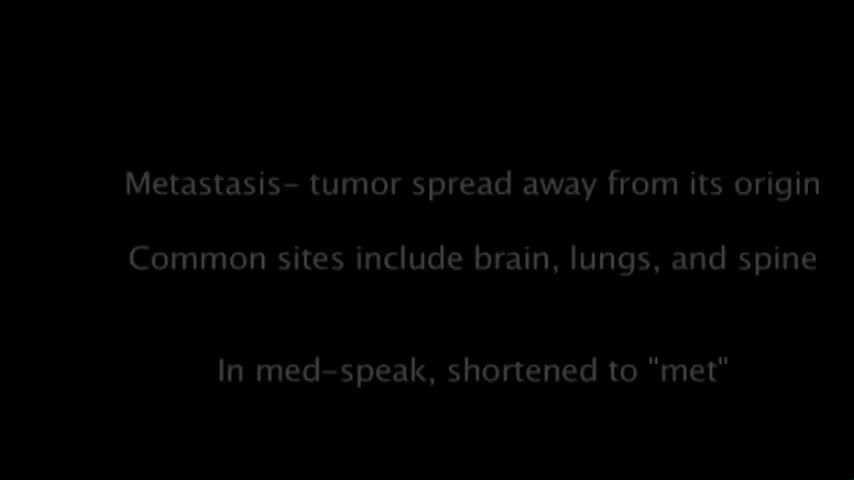 Metastasis- tumor spread away from its origin
Common sites include brain, lungs, and spine
In med-speak, shortened to "met"